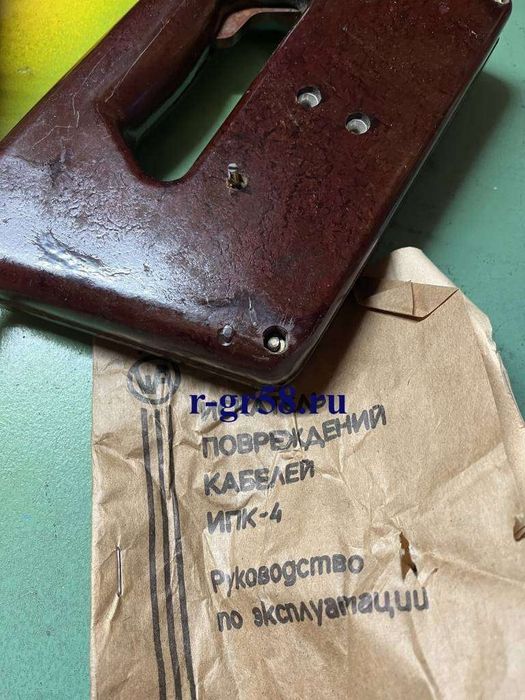 r-gr58.ru
ПОВРЕЖДЕНИЙ
КАБЕЛЕЙ
ИПК-4
Руководство
по эксплуатации